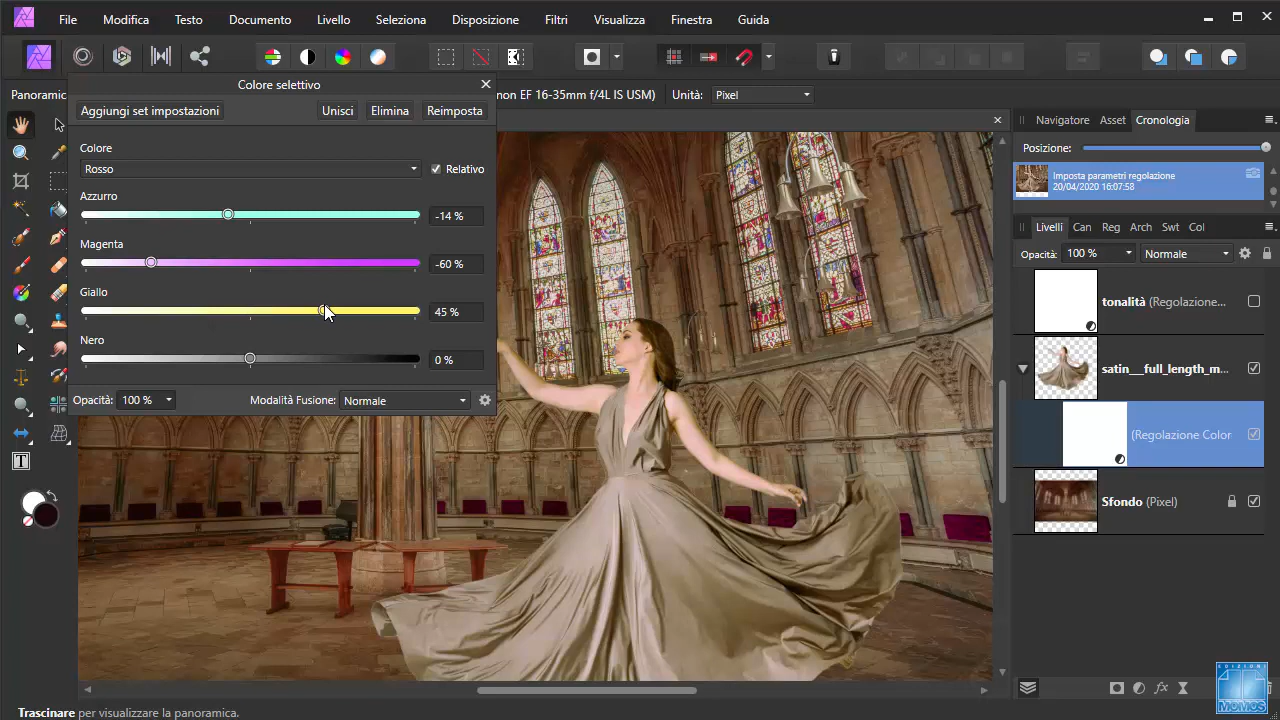 File Modifica Testo Documento Livello Seleziona Disposizione Filtri Visualizza Finestra Guida
Colore selettivo
Panoramic
non EF 16-35mm f/4L IS USM) Unità: Pixel
Aggiungi set impostazioni Unisci Elimina Reimposta
Colore
Rosso Relativo
Azzurro
-14 %
Magenta
-60 %
Giallo
45 %
Nero
0 %
Opacità: 100 % Modalità Fusione: Normale
Navigatore Asset Cronologia
Posizione:
Imposta parametri regolazione
20/04/2020 16:07:58
Livelli Can Reg Arch Swt Col
Opacità: 100 % Normale
tonalità (Regolazione...
satin__full_length_m...
(Regolazione Color
Sfondo (Pixel)
T
fx
EDIZIONI
MOMOS
Trascinare per visualizzare la panoramica.